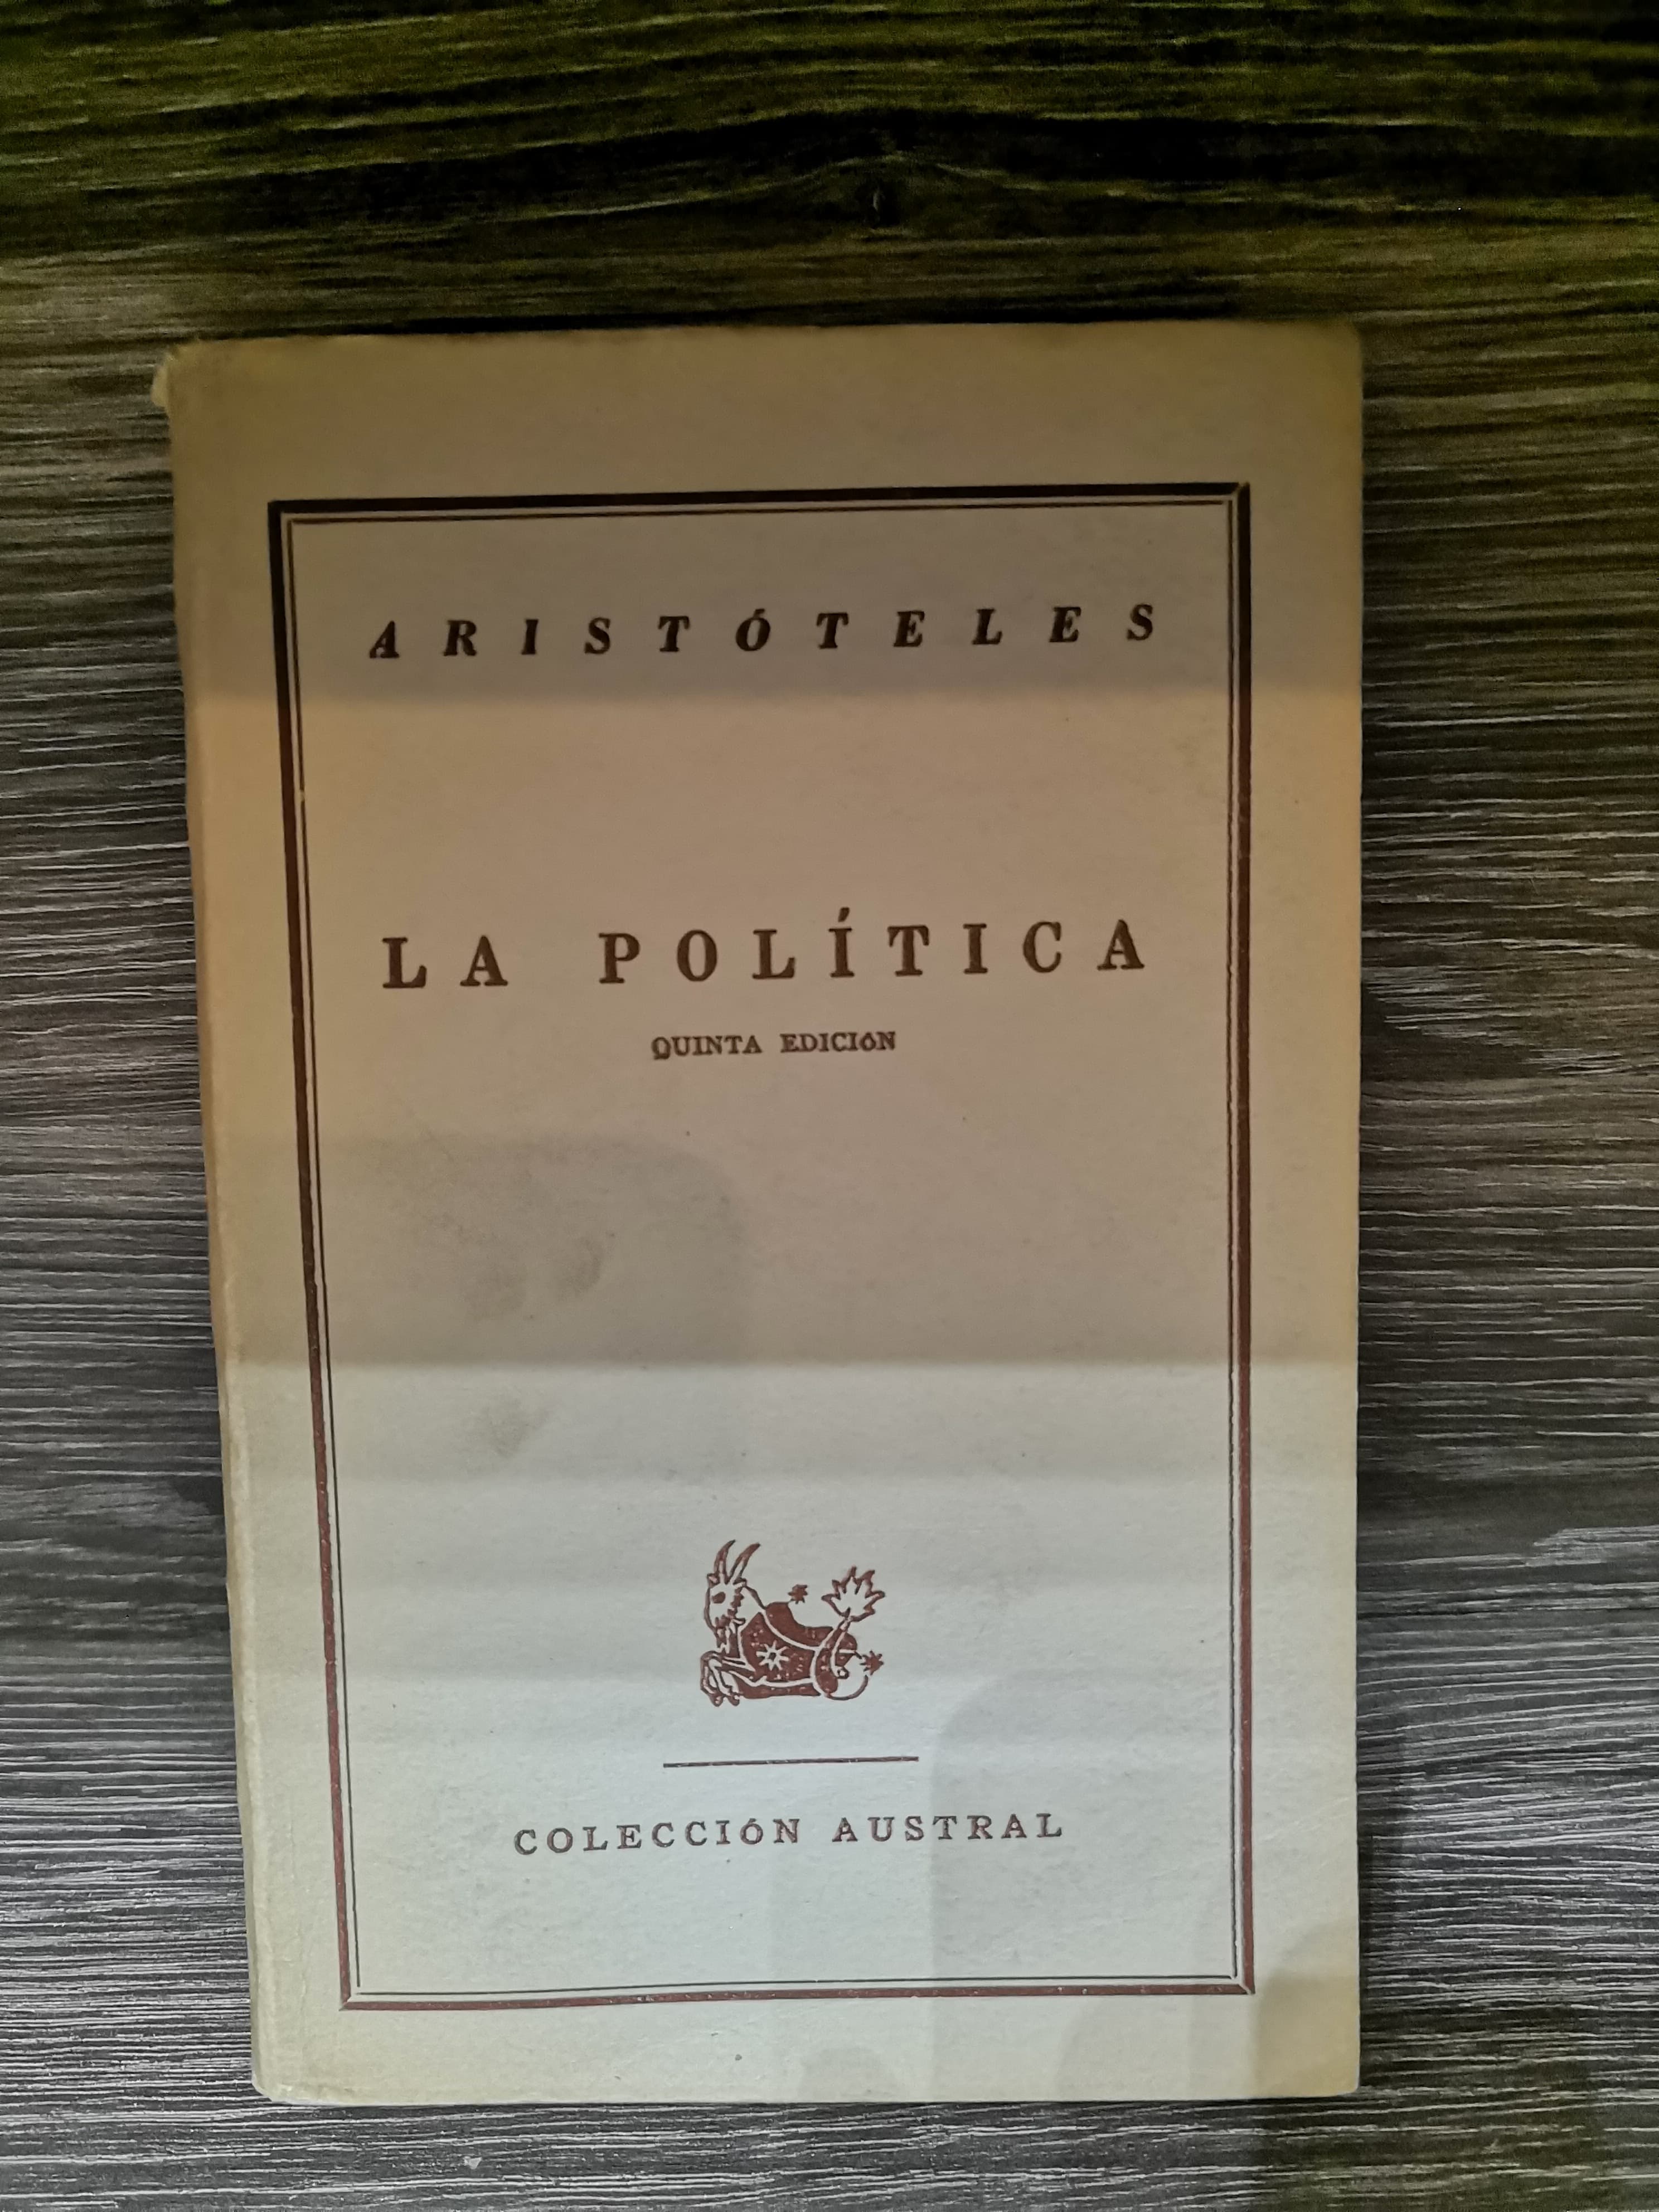 ARISTÓTELES
LA POLÍTICA
QUINTA EDICIÓN
COLECCIÓN AUSTRAL